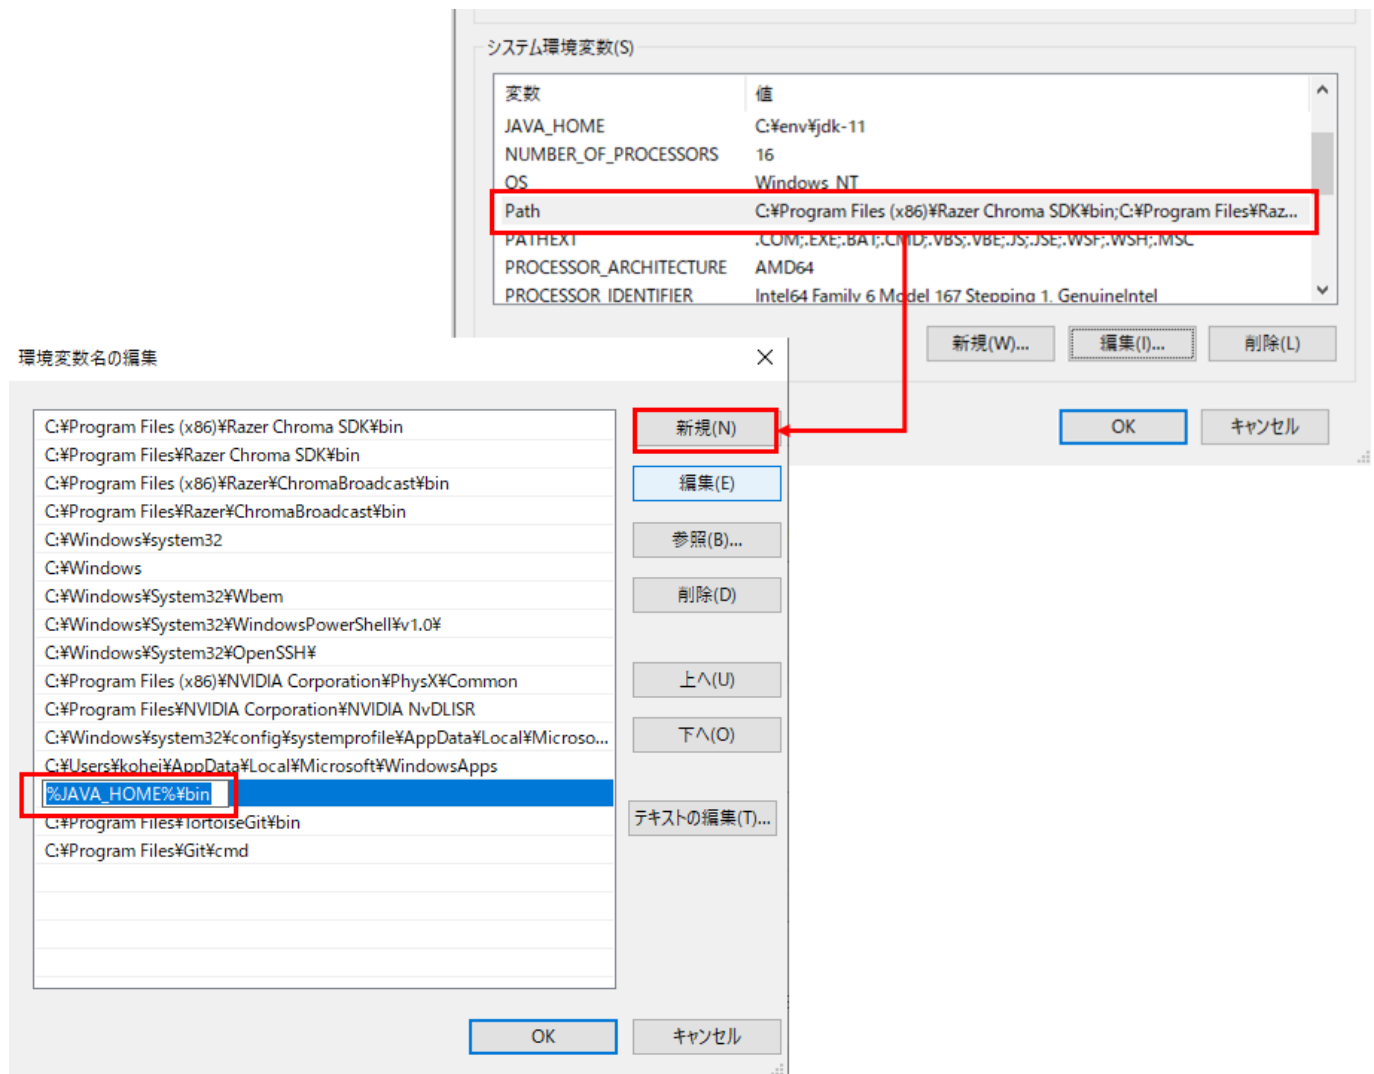 システム環境変数(S)
変数 値
JAVA_HOME C:¥env¥jdk-11
NUMBER_OF_PROCESSORS 16
OS Windows_NT
Path C:¥Program Files (x86)¥Razer Chroma SDK¥bin;C:¥Program Files¥Raz...
PATHEXT .COM;.EXE;.BAT;.CMD;.VBS;.VBE;.JS;.JSE;.WSF;.WSH;.MSC
PROCESSOR_ARCHITECTURE AMD64
PROCESSOR_IDENTIFIER Intel64 Family 6 Model 167 Stepping 1, GenuineIntel
新規(W)... 編集(I)... 削除(L)
OK キャンセル
環境変数名の編集
C:¥Program Files (x86)¥Razer Chroma SDK¥bin
C:¥Program Files¥Razer Chroma SDK¥bin
C:¥Program Files (x86)¥Razer¥ChromaBroadcast¥bin
C:¥Program Files¥Razer¥ChromaBroadcast¥bin
C:¥Windows¥system32
C:¥Windows
C:¥Windows¥System32¥Wbem
C:¥Windows¥System32¥WindowsPowerShell¥v1.0¥
C:¥Windows¥System32¥OpenSSH¥
C:¥Program Files (x86)¥NVIDIA Corporation¥PhysX¥Common
C:¥Program Files¥NVIDIA Corporation¥NVIDIA NvDLISR
C:¥Windows¥system32¥config¥systemprofile¥AppData¥Local¥Microso...
C:¥Users¥kohei¥AppData¥Local¥Microsoft¥WindowsApps
%JAVA_HOME%¥bin
C:¥Program Files¥TortoiseGit¥bin
C:¥Program Files¥Git¥cmd
新規(N)
編集(E)
参照(B)...
削除(D)
上へ(U)
下へ(O)
テキストの編集(T)...
OK キャンセル